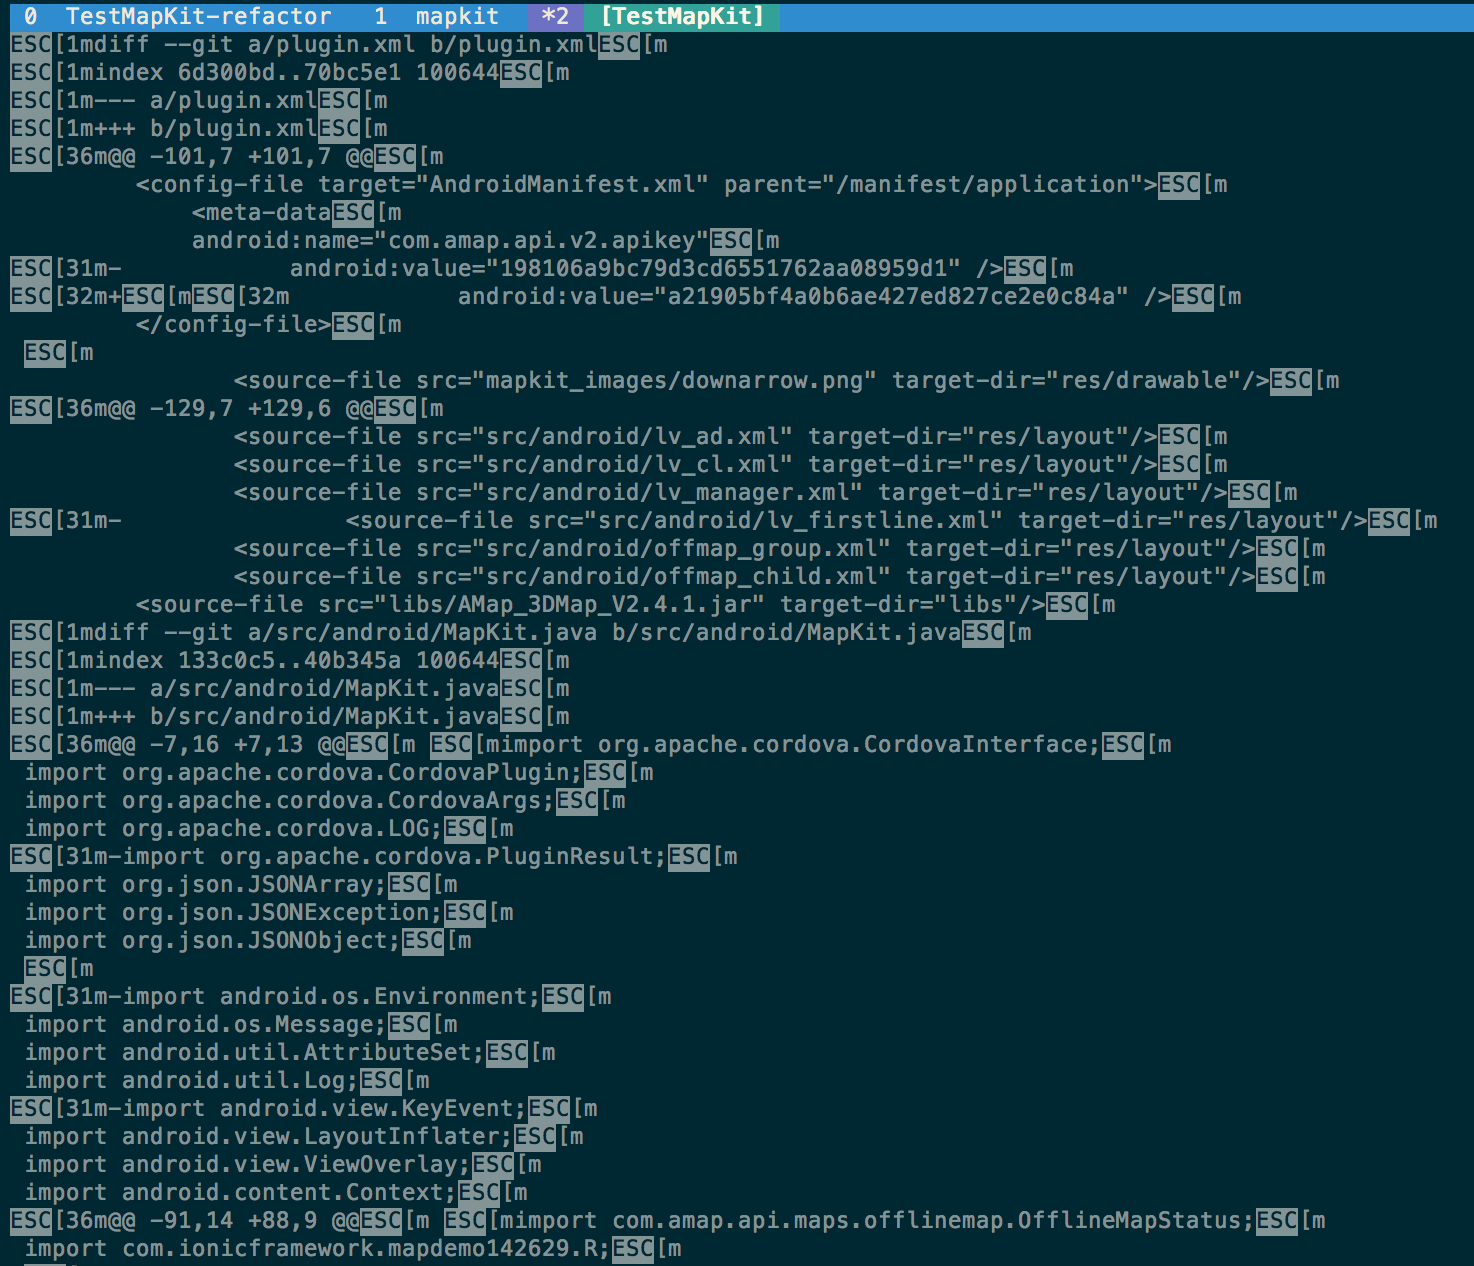 0  TestMapKit-refactor   1  mapkit   *2  [TestMapKit]
ESC[1mdiff --git a/plugin.xml b/plugin.xmlESC[m
ESC[1mindex 6d300bd..70bc5e1 100644ESC[m
ESC[1m--- a/plugin.xmlESC[m
ESC[1m+++ b/plugin.xmlESC[m
ESC[36m@@ -101,7 +101,7 @@ESC[m
         <config-file target="AndroidManifest.xml" parent="/manifest/application">ESC[m
             <meta-dataESC[m
             android:name="com.amap.api.v2.apikey"ESC[m
ESC[31m-            android:value="198106a9bc79d3cd6551762aa08959d1" />ESC[m
ESC[32m+ESC[mESC[32m            android:value="a21905bf4a0b6ae427ed827ce2e0c84a" />ESC[m
         </config-file>ESC[m
 ESC[m
                <source-file src="mapkit_images/downarrow.png" target-dir="res/drawable"/>ESC[m
ESC[36m@@ -129,7 +129,6 @@ESC[m
                <source-file src="src/android/lv_ad.xml" target-dir="res/layout"/>ESC[m
                <source-file src="src/android/lv_cl.xml" target-dir="res/layout"/>ESC[m
                <source-file src="src/android/lv_manager.xml" target-dir="res/layout"/>ESC[m
ESC[31m-                <source-file src="src/android/lv_firstline.xml" target-dir="res/layout"/>ESC[m
                <source-file src="src/android/offmap_group.xml" target-dir="res/layout"/>ESC[m
                <source-file src="src/android/offmap_child.xml" target-dir="res/layout"/>ESC[m
         <source-file src="libs/AMap_3DMap_V2.4.1.jar" target-dir="libs"/>ESC[m
ESC[1mdiff --git a/src/android/MapKit.java b/src/android/MapKit.javaESC[m
ESC[1mindex 133c0c5..40b345a 100644ESC[m
ESC[1m--- a/src/android/MapKit.javaESC[m
ESC[1m+++ b/src/android/MapKit.javaESC[m
ESC[36m@@ -7,16 +7,13 @@ESC[m ESC[mimport org.apache.cordova.CordovaInterface;ESC[m
 import org.apache.cordova.CordovaPlugin;ESC[m
 import org.apache.cordova.CordovaArgs;ESC[m
 import org.apache.cordova.LOG;ESC[m
ESC[31m-import org.apache.cordova.PluginResult;ESC[m
 import org.json.JSONArray;ESC[m
 import org.json.JSONException;ESC[m
 import org.json.JSONObject;ESC[m
 ESC[m
ESC[31m-import android.os.Environment;ESC[m
 import android.os.Message;ESC[m
 import android.util.AttributeSet;ESC[m
 import android.util.Log;ESC[m
ESC[31m-import android.view.KeyEvent;ESC[m
 import android.view.LayoutInflater;ESC[m
 import android.view.ViewOverlay;ESC[m
 import android.content.Context;ESC[m
ESC[36m@@ -91,14 +88,9 @@ESC[m ESC[mimport com.amap.api.maps.offlinemap.OfflineMapStatus;ESC[m
 import com.ionicframework.mapdemo142629.R;ESC[m